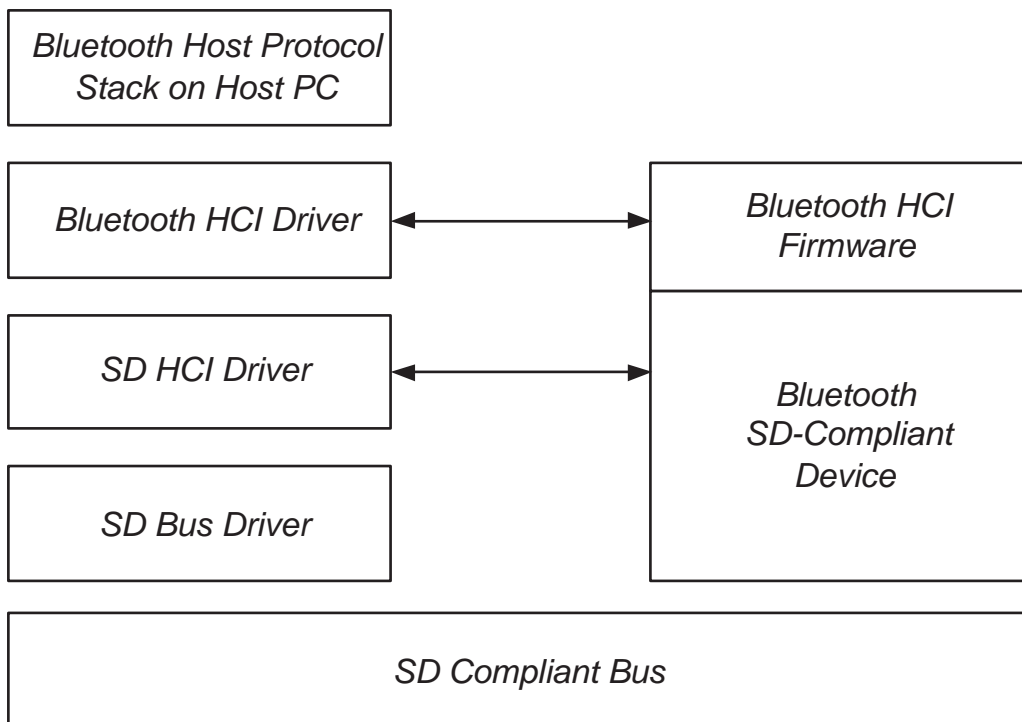 Bluetooth Host Protocol
Stack on Host PC
Bluetooth HCI Driver
Bluetooth HCI
Firmware
SD HCI Driver
Bluetooth
SD-Compliant
Device
SD Bus Driver
SD Compliant Bus